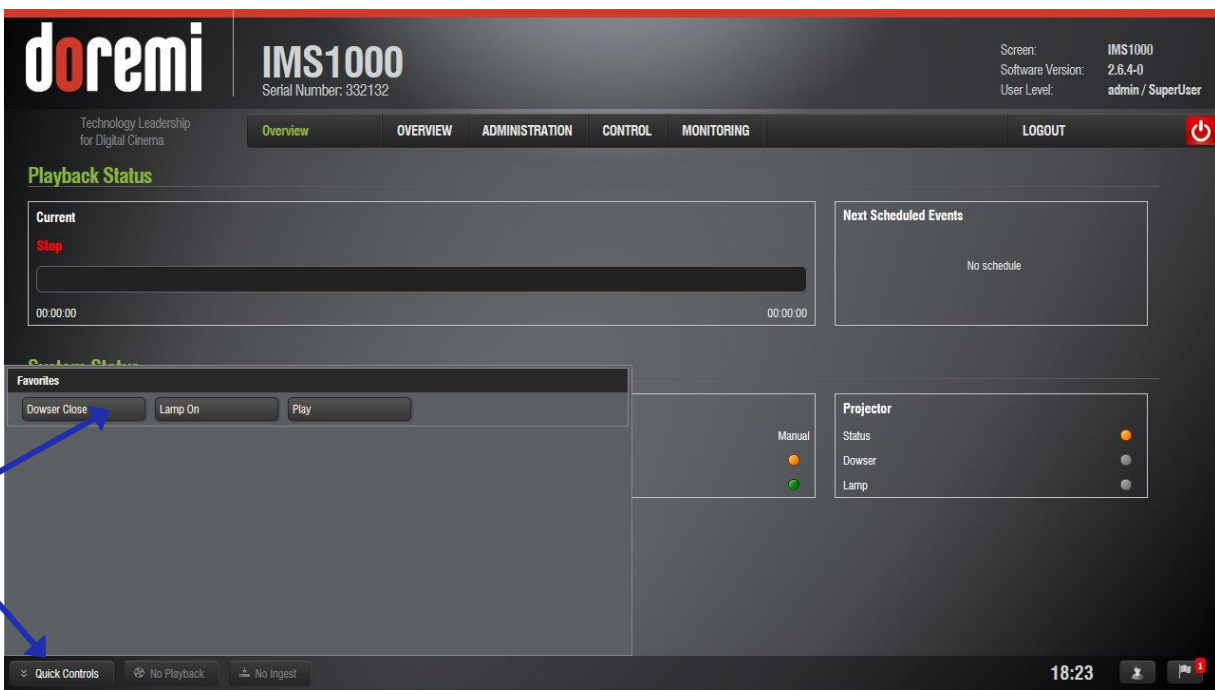 doremi
IMS1000
Serial Number: 332132
Screen: IMS1000
Software Version: 2.6.4-0
User Level: admin / SuperUser
Technology Leadership
for Digital Cinema
Overview OVERVIEW ADMINISTRATION CONTROL MONITORING LOGOUT
Playback Status
Current
Stop
00:00:00 00:00:00
Next Scheduled Events
No schedule
System Status
Favorites
Dowser Close Lamp On Play
Manual
Projector
Status
Dowser
Lamp
Quick Controls No Playback No Ingest 18:23 1